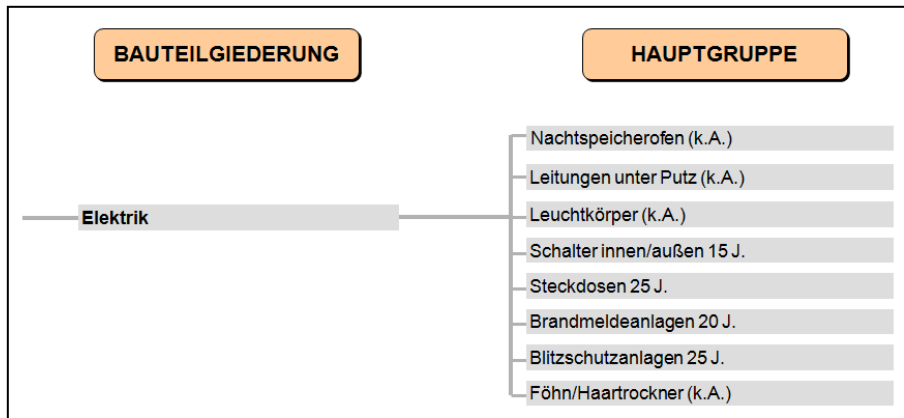 BAUTEILGIEDERUNG
HAUPTGRUPPE
Elektrik
Nachtspeicherofen (k.A.)
Leitungen unter Putz (k.A.)
Leuchtkörper (k.A.)
Schalter innen/außen 15 J.
Steckdosen 25 J.
Brandmeldeanlagen 20 J.
Blitzschutzanlagen 25 J.
Föhn/Haartrockner (k.A.)